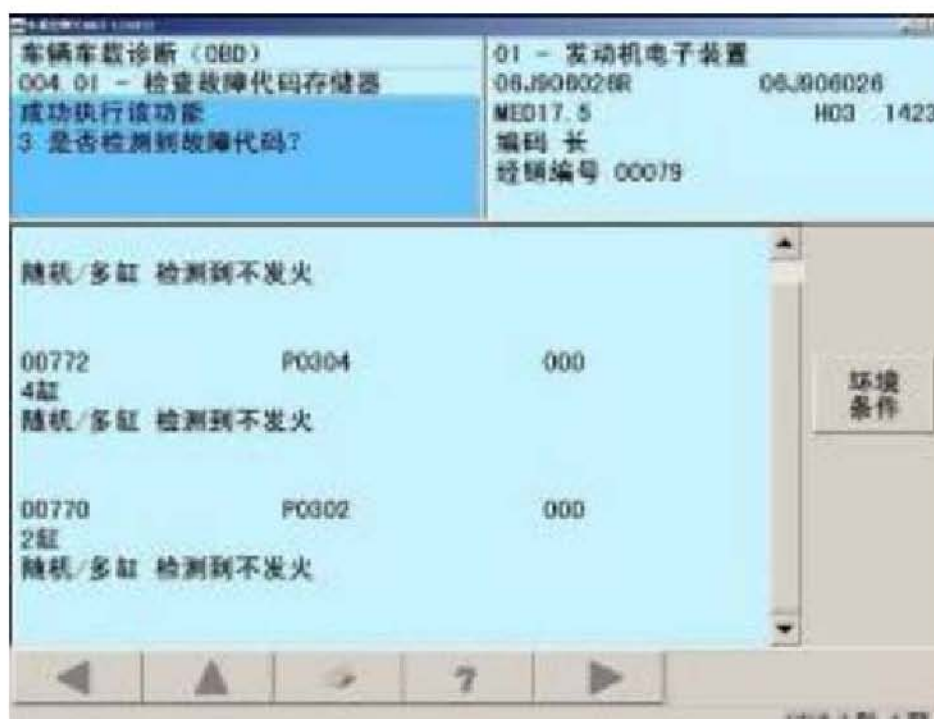 车辆车载诊断（OBD）
004.01 - 检查故障代码存储器
成功执行该功能
3 是否检测到故障代码?
01 - 发动机电子装置
06J906026R 06J906026
MED17.5 H03 1423
编码 长
经销编号 00079
随机/多缸 检测到不发火
00772 P0304 000
4缸
随机/多缸 检测到不发火
00770 P0302 000
2缸
随机/多缸 检测到不发火
环境
条件
?